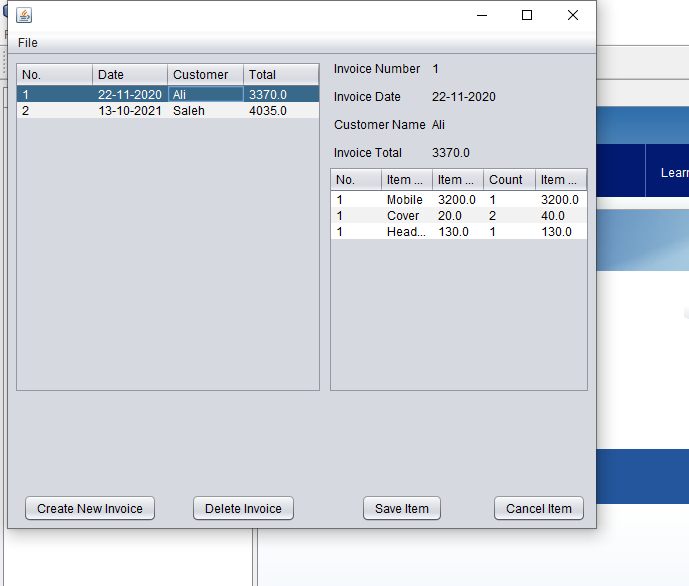 File
No. Date Customer Total
1 22-11-2020 Ali 3370.0
2 13-10-2021 Saleh 4035.0
Invoice Number 1
Invoice Date 22-11-2020
Customer Name Ali
Invoice Total 3370.0
No. Item ... Item ... Count Item ...
1 Mobile 3200.0 1 3200.0
1 Cover 20.0 2 40.0
1 Head... 130.0 1 130.0
Create New Invoice Delete Invoice Save Item Cancel Item
Learn